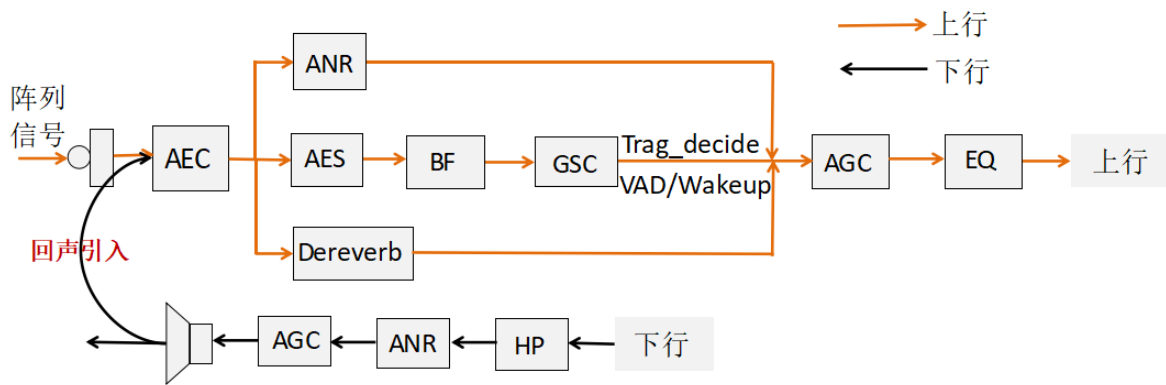 上行
下行
阵列
信号
AEC
ANR
AES
BF
GSC
Trag_decide
VAD/Wakeup
Dereverb
AGC
EQ
上行
回声引入
AGC
ANR
HP
下行